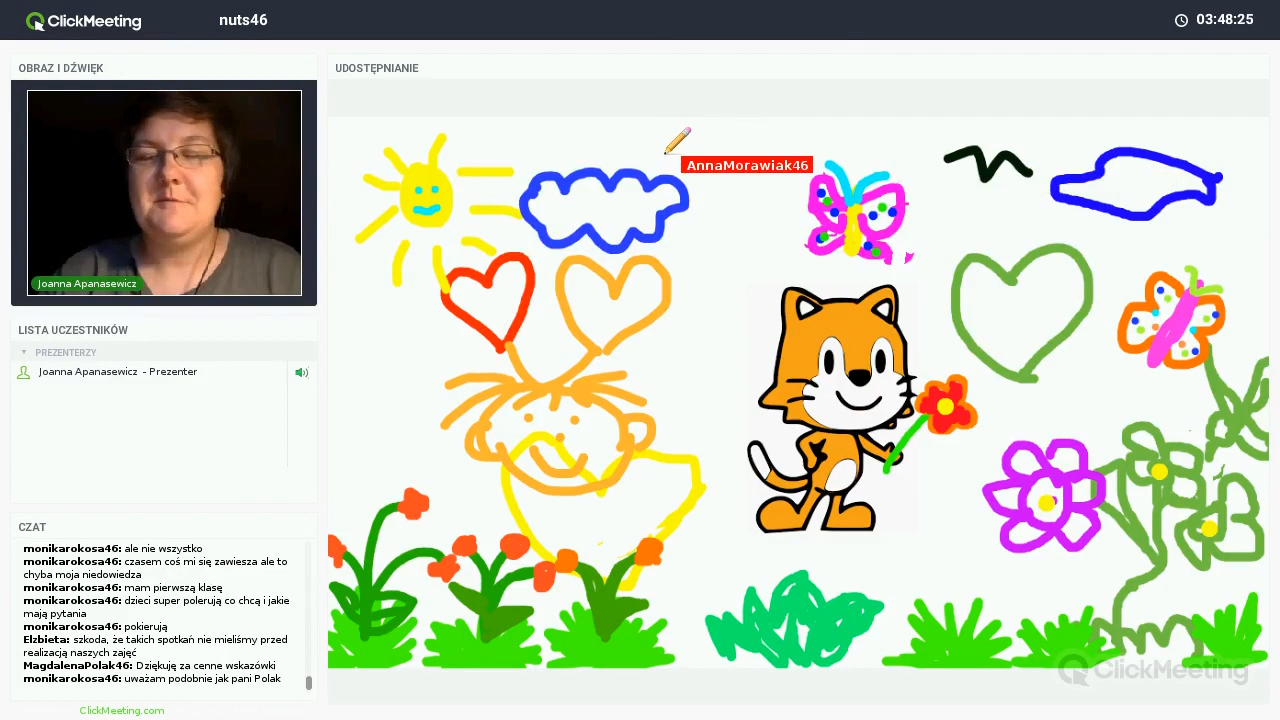 ClickMeeting
nuts46
03:48:25
OBRAZ I DŹWIĘK
UDOSTĘPNIANIE
AnnaMorawiak46
Joanna Apanasewicz
LISTA UCZESTNIKÓW
PREZENTERZY
Joanna Apanasewicz - Prezenter
CZAT
monikarokosa46: ale nie wszystko
monikarokosa46: czasem coś mi się zawiesza ale to
chyba moja niedowiedza
monikarokosa46: mam pierwszą klasę
monikarokosa46: dzieci super polerują co chcą i jakie
mają pytania
monikarokosa46: pokierują
Elzbieta: szkoda, że takich spotkań nie mieliśmy przed
realizacją naszych zajęć
MagdalenaPolak46: Dziękuję za cenne wskazówki
monikarokosa46: uważam podobnie jak pani Polak
ClickMeeting
ClickMeeting.com